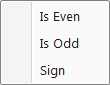 Is Even
Is Odd
Sign